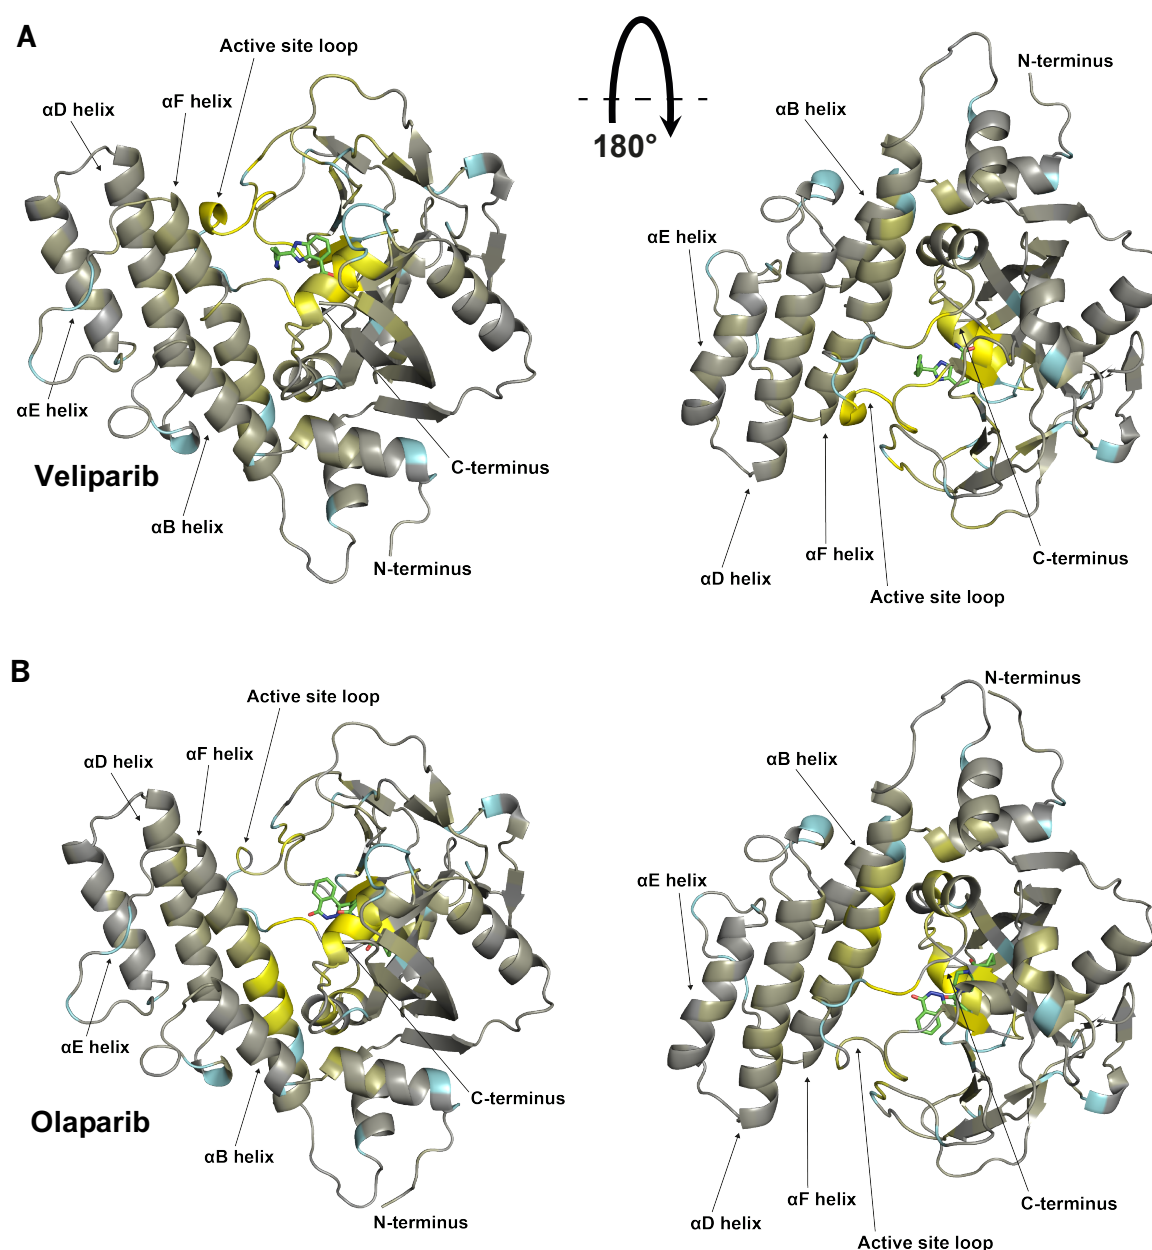 A
Active site loop
αD helix
αF helix
αE helix
Veliparib
αB helix
C-terminus
N-terminus
180°
N-terminus
αB helix
αE helix
αD helix
αF helix
Active site loop
C-terminus
B
Active site loop
αD helix
αF helix
αE helix
Olaparib
αB helix
C-terminus
N-terminus
N-terminus
αB helix
αE helix
αD helix
αF helix
Active site loop
C-terminus